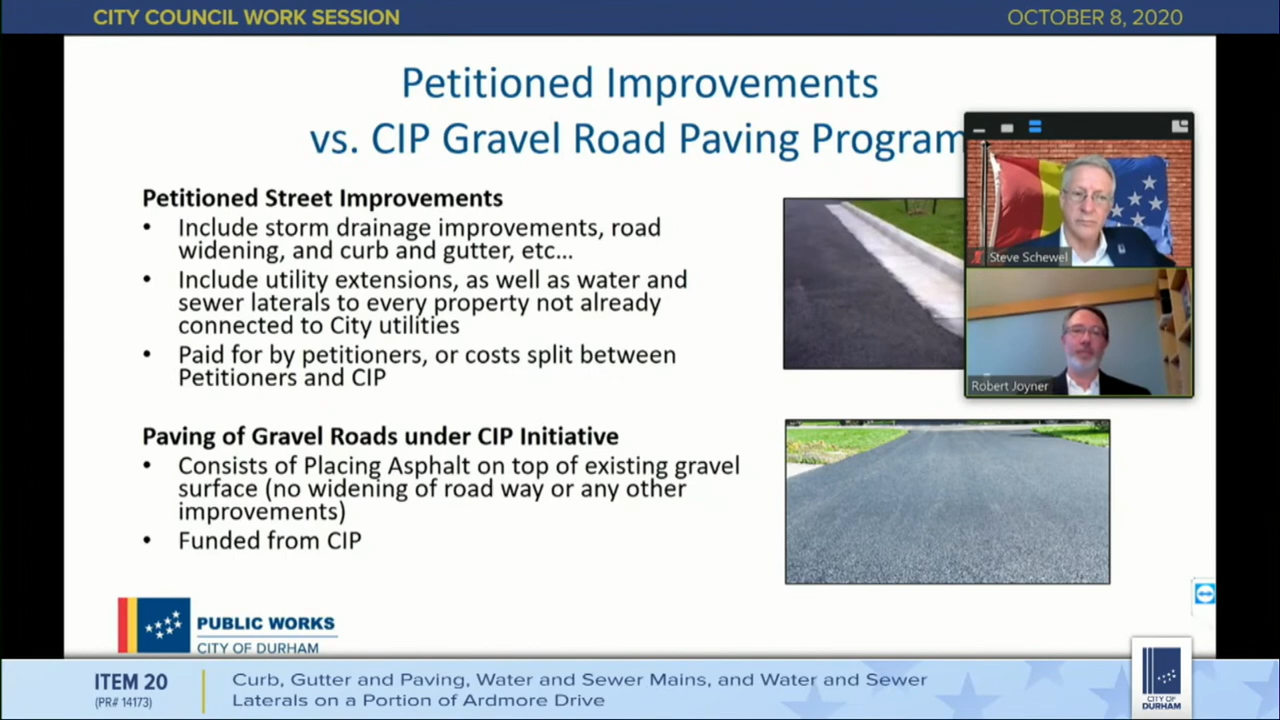 CITY COUNCIL WORK SESSION
OCTOBER 8, 2020
Petitioned Improvements
vs. CIP Gravel Road Paving Program
Steve Schewel
Robert Joyner
Petitioned Street Improvements
• Include storm drainage improvements, road
widening, and curb and gutter, etc...
• Include utility extensions, as well as water and
sewer laterals to every property not already
connected to City utilities
• Paid for by petitioners, or costs split between
Petitioners and CIP
Paving of Gravel Roads under CIP Initiative
• Consists of Placing Asphalt on top of existing gravel
surface (no widening of road way or any other
improvements)
• Funded from CIP
PUBLIC WORKS
CITY OF DURHAM
ITEM 20
(PR# 14173)
Curb, Gutter and Paving, Water and Sewer Mains, and Water and Sewer
Laterals on a Portion of Ardmore Drive
CITY OF
DURHAM